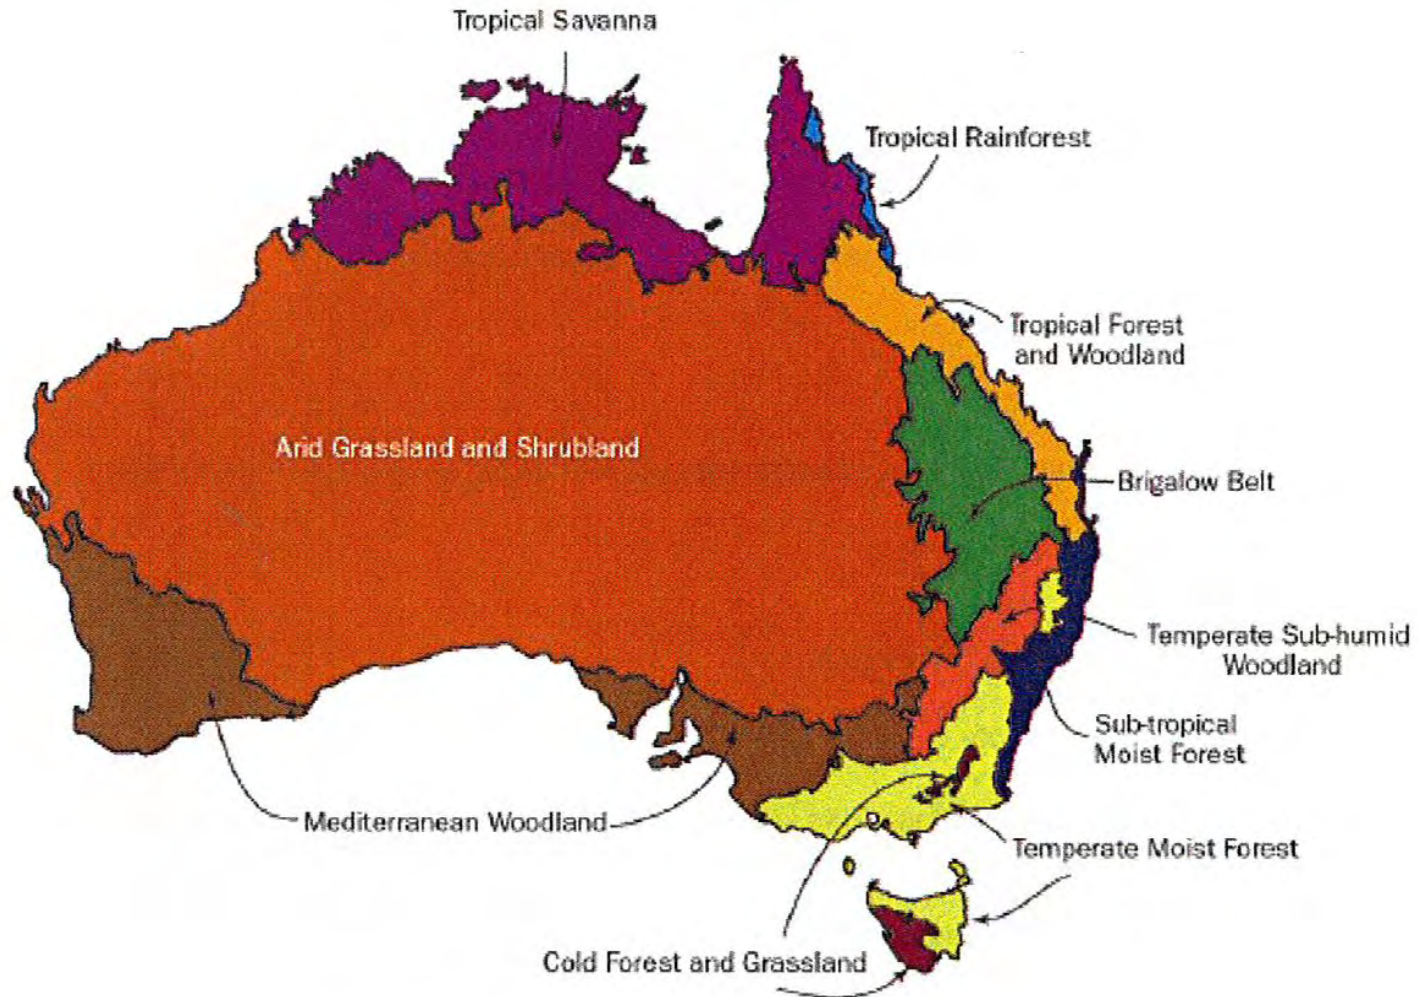 Tropical Savanna
Tropical Rainforest
Tropical Forest
and Woodland
Arid Grassland and Shrubland
Brigalow Belt
Temperate Sub-humid
Woodland
Sub-tropical
Moist Forest
Mediterranean Woodland
Temperate Moist Forest
Cold Forest and Grassland